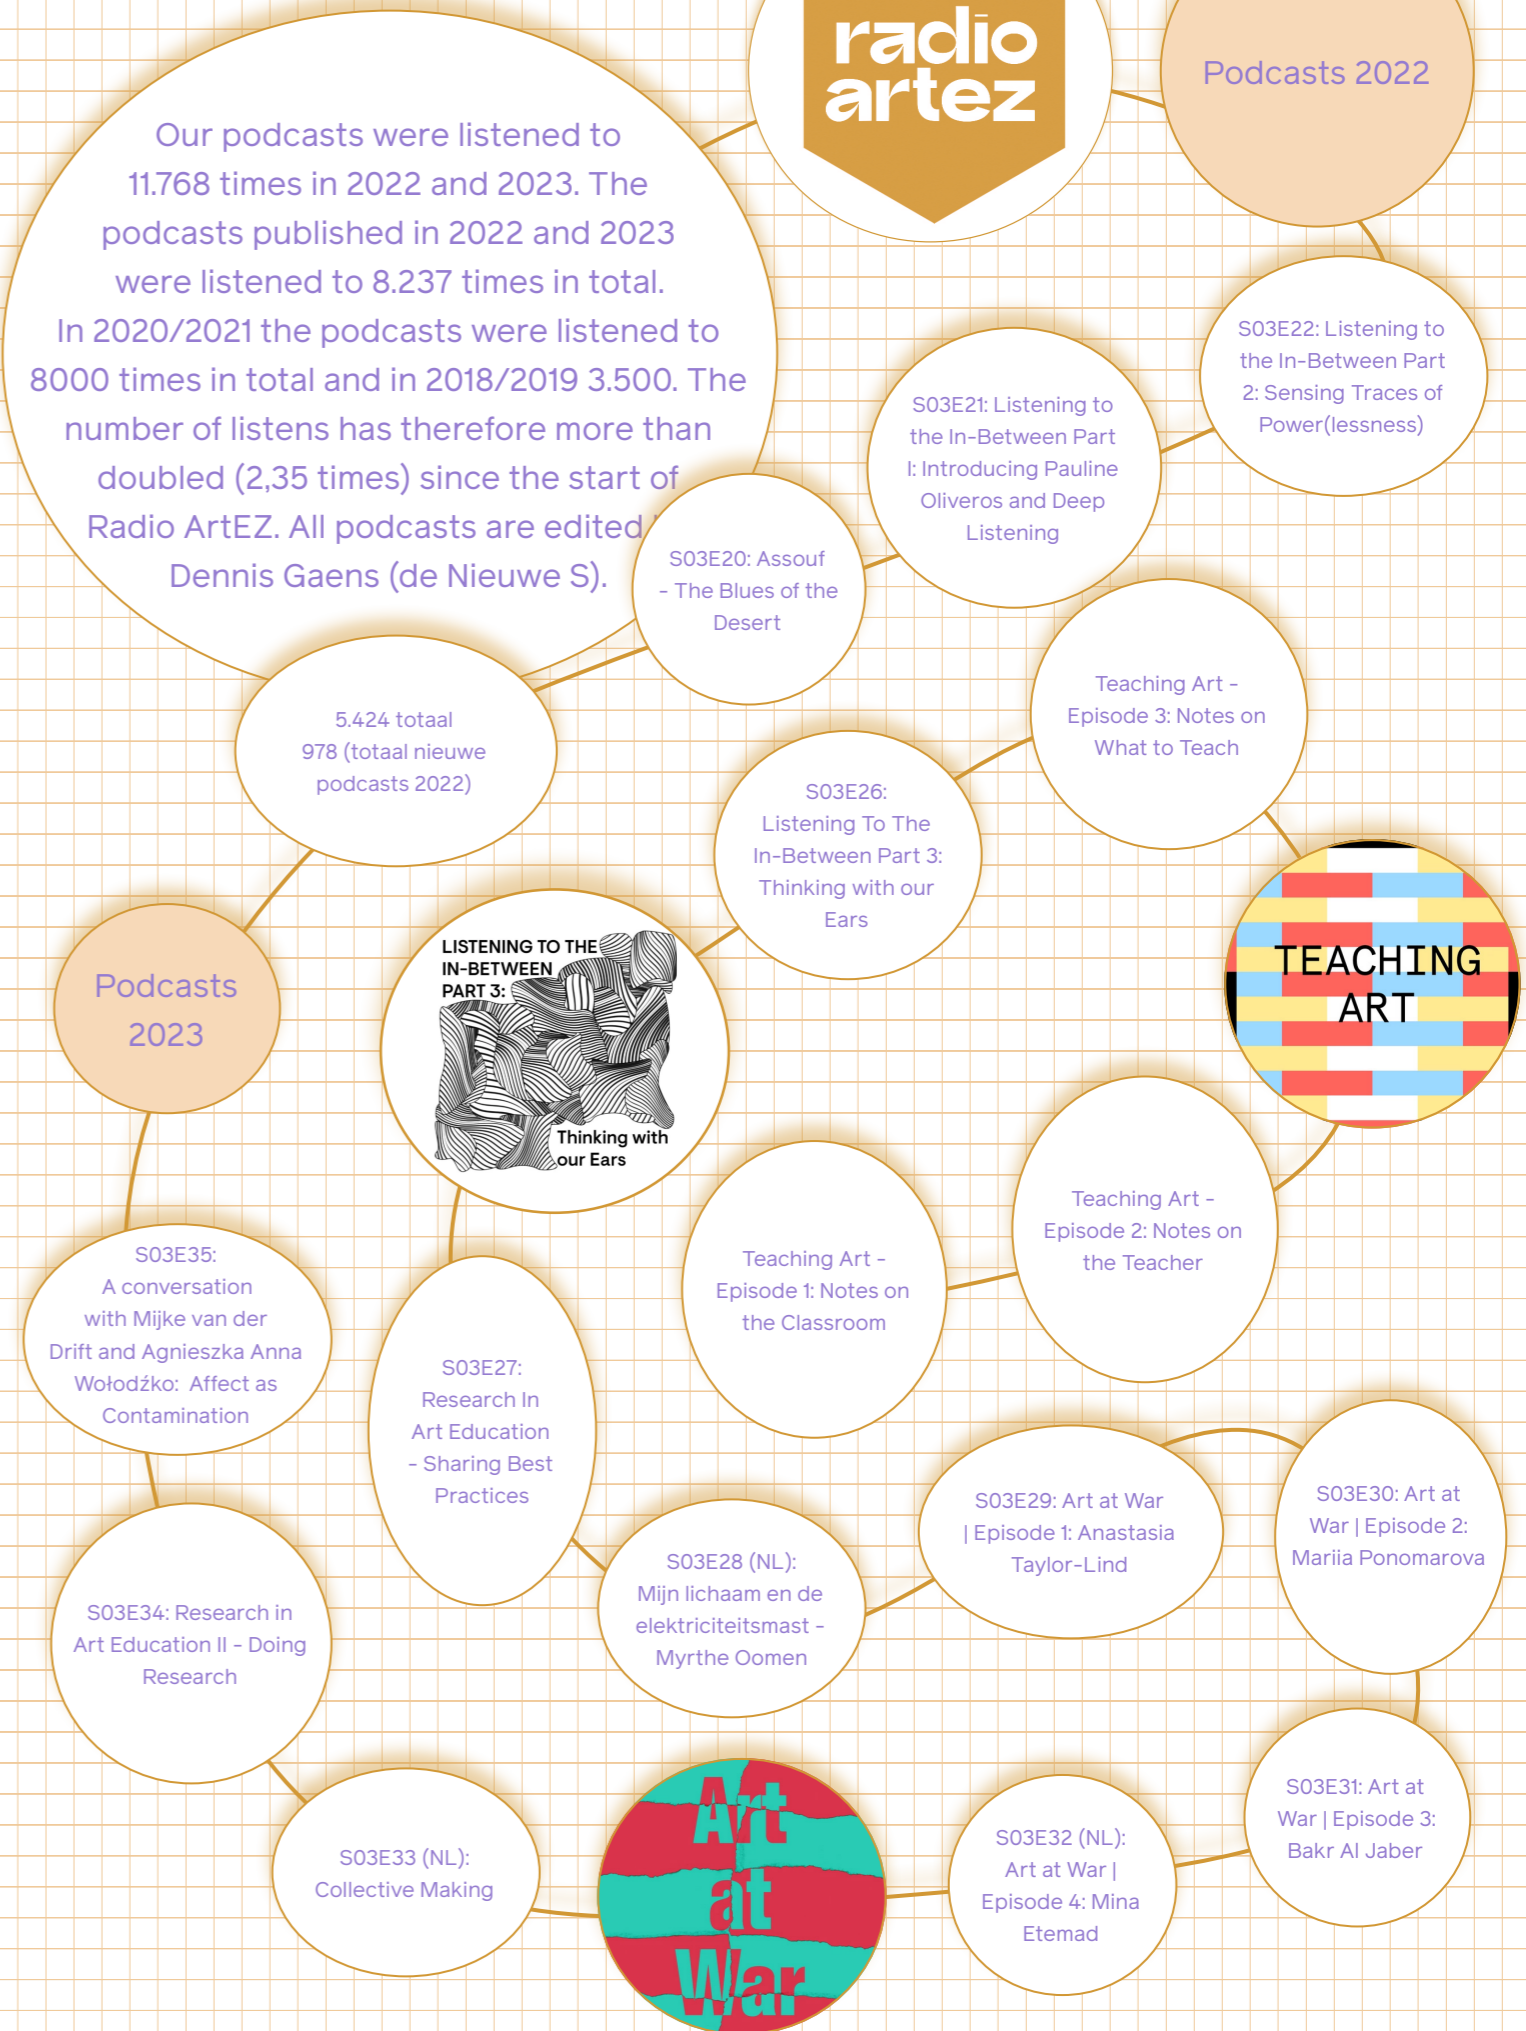 radio
artez
Podcasts 2022
Our podcasts were listened to
11.768 times in 2022 and 2023. The
podcasts published in 2022 and 2023
were listened to 8.237 times in total.
In 2020/2021 the podcasts were listened to
8000 times in total and in 2018/2019 3.500. The
number of listens has therefore more than
doubled (2,35 times) since the start of
Radio ArtEZ. All podcasts are edited
Dennis Gaens (de Nieuwe S).
S03E22: Listening to
the In-Between Part
2: Sensing Traces of
Power(lessness)
S03E21: Listening to
the In-Between Part
I: Introducing Pauline
Oliveros and Deep
Listening
S03E20: Assouf
- The Blues of the
Desert
5.424 totaal
978 (totaal nieuwe
podcasts 2022)
Teaching Art -
Episode 3: Notes on
What to Teach
S03E26:
Listening To The
In-Between Part 3:
Thinking with our
Ears
LISTENING TO THE
IN-BETWEEN
PART 3:
Thinking with
our Ears
TEACHING
ART
Podcasts
2023
Teaching Art -
Episode 2: Notes on
the Teacher
Teaching Art -
Episode 1: Notes on
the Classroom
S03E35:
A conversation
with Mijke van der
Drift and Agnieszka Anna
Wołodźko: Affect as
Contamination
S03E27:
Research In
Art Education
- Sharing Best
Practices
S03E28 (NL):
Mijn lichaam en de
elektriciteitsmast -
Myrthe Oomen
S03E29: Art at War
| Episode 1: Anastasia
Taylor-Lind
S03E30: Art at
War | Episode 2:
Mariia Ponomarova
S03E34: Research in
Art Education II - Doing
Research
S03E31: Art at
War | Episode 3:
Bakr Al Jaber
S03E32 (NL):
Art at War |
Episode 4: Mina
Etemad
Art
at
War
S03E33 (NL):
Collective Making